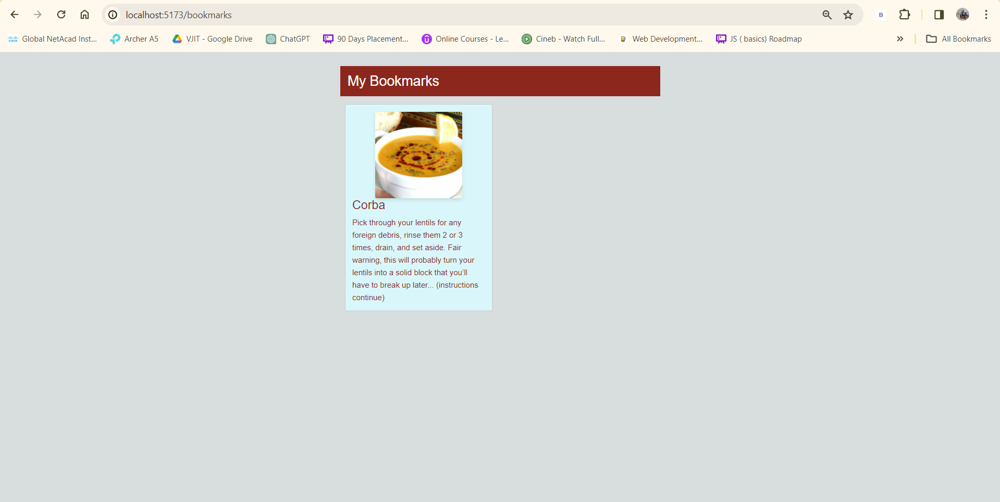 localhost:5173/bookmarks
B
CISCO Global NetAcad Inst... Archer A5 VJIT - Google Drive ChatGPT 90 Days Placement... Online Courses - Le... Cineb - Watch Full... Web Development... JS ( basics) Roadmap All Bookmarks
My Bookmarks
Corba
Pick through your lentils for any
foreign debris, rinse them 2 or 3
times, drain, and set aside. Fair
warning, this will probably turn your
lentils into a solid block that you’ll
have to break up later... (instructions
continue)